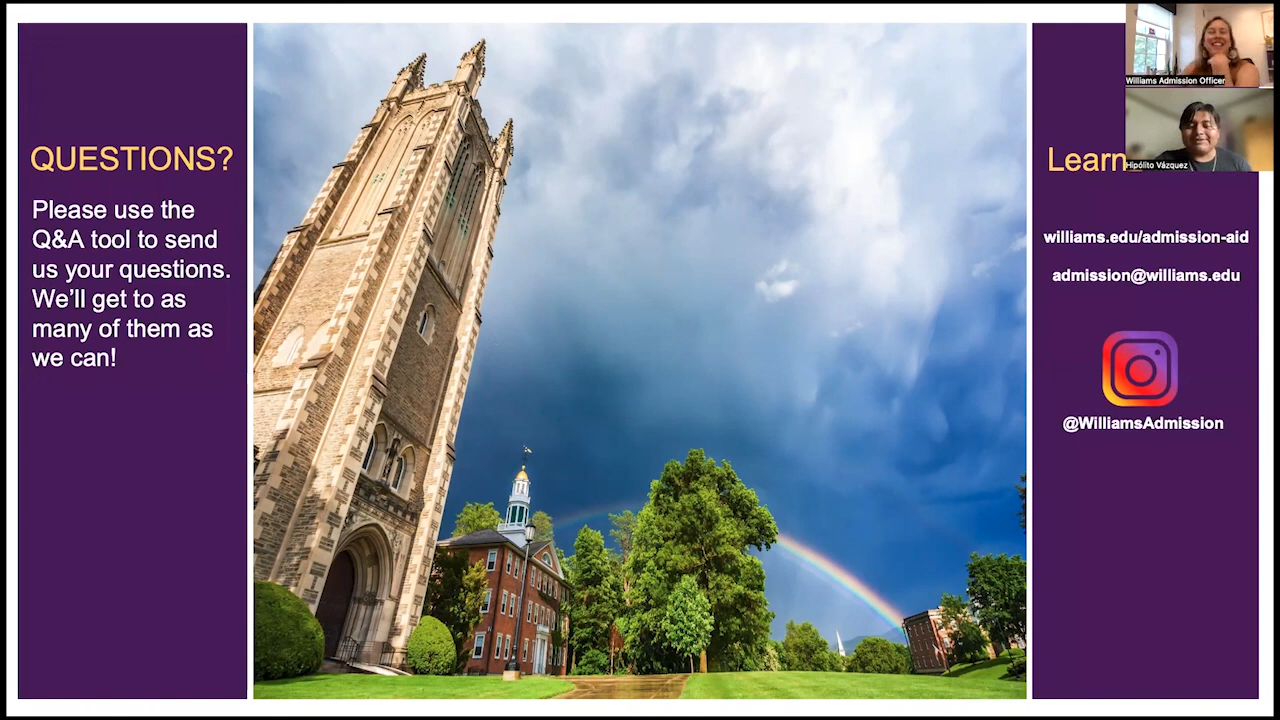 QUESTIONS?
Please use the
Q&A tool to send
us your questions.
We’ll get to as
many of them as
we can!
Williams Admission Officer
Hipólito Vázquez
Learn
williams.edu/admission-aid
admission@williams.edu
@WilliamsAdmission